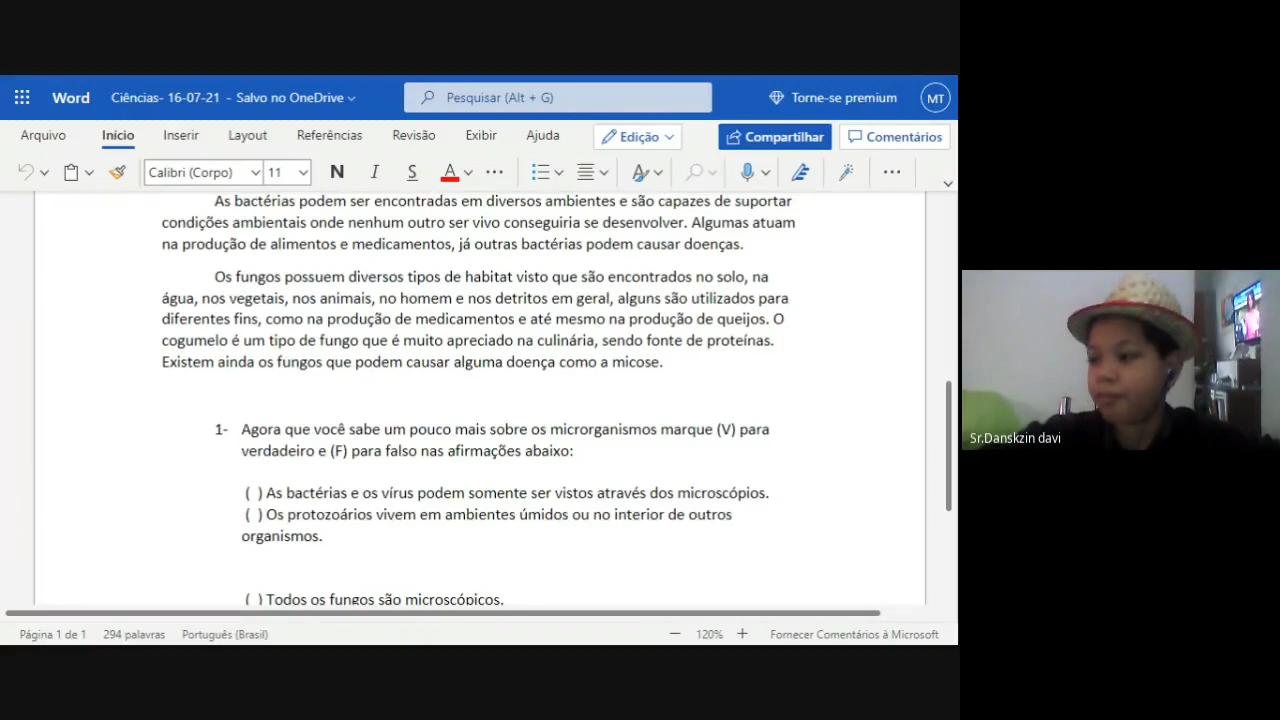 Word Ciências- 16-07-21 - Salvo no OneDrive Pesquisar (Alt + G) Torne-se premium MT
Arquivo Início Inserir Layout Referências Revisão Exibir Ajuda Edição Compartilhar Comentários
Calibri (Corpo) 11 N I S A
As bactérias podem ser encontradas em diversos ambientes e são capazes de suportar
condições ambientais onde nenhum outro ser vivo conseguiria se desenvolver. Algumas atuam
na produção de alimentos e medicamentos, já outras bactérias podem causar doenças.
Os fungos possuem diversos tipos de habitat visto que são encontrados no solo, na
água, nos vegetais, nos animais, no homem e nos detritos em geral, alguns são utilizados para
diferentes fins, como na produção de medicamentos e até mesmo na produção de queijos. O
cogumelo é um tipo de fungo que é muito apreciado na culinária, sendo fonte de proteínas.
Existem ainda os fungos que podem causar alguma doença como a micose.
1- Agora que você sabe um pouco mais sobre os microrganismos marque (V) para
verdadeiro e (F) para falso nas afirmações abaixo:
( ) As bactérias e os vírus podem somente ser vistos através dos microscópios.
( ) Os protozoários vivem em ambientes úmidos ou no interior de outros
organismos.
( ) Todos os fungos são microscópicos.
Página 1 de 1 294 palavras Português (Brasil) 120% Fornecer Comentários à Microsoft
Sr.Danskzin davi